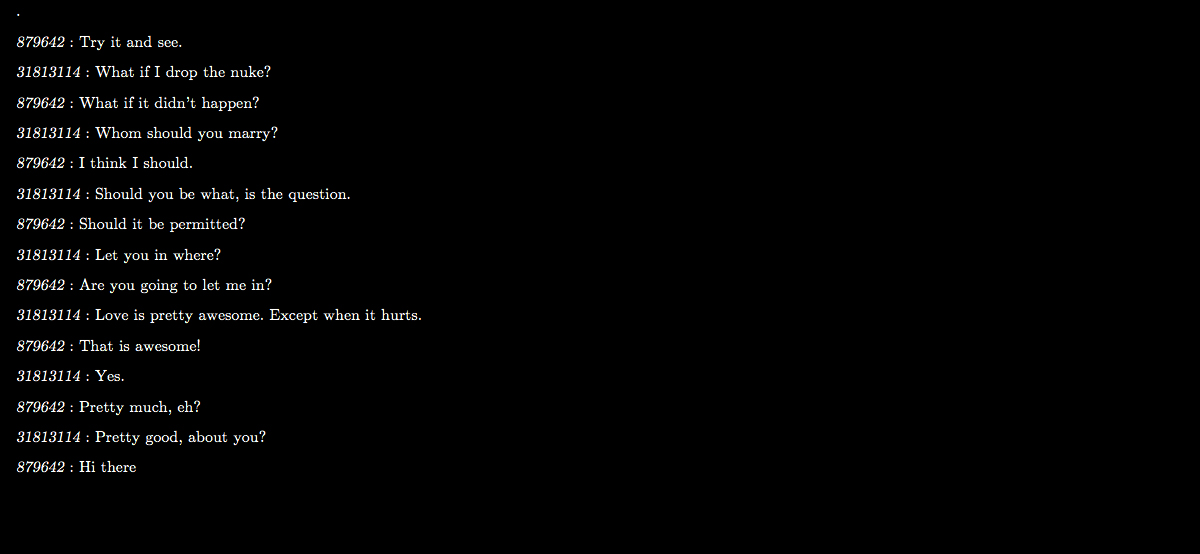 .
879642 : Try it and see.
31813114 : What if I drop the nuke?
879642 : What if it didn't happen?
31813114 : Whom should you marry?
879642 : I think I should.
31813114 : Should you be what, is the question.
879642 : Should it be permitted?
31813114 : Let you in where?
879642 : Are you going to let me in?
31813114 : Love is pretty awesome. Except when it hurts.
879642 : That is awesome!
31813114 : Yes.
879642 : Pretty much, eh?
31813114 : Pretty good, about you?
879642 : Hi there